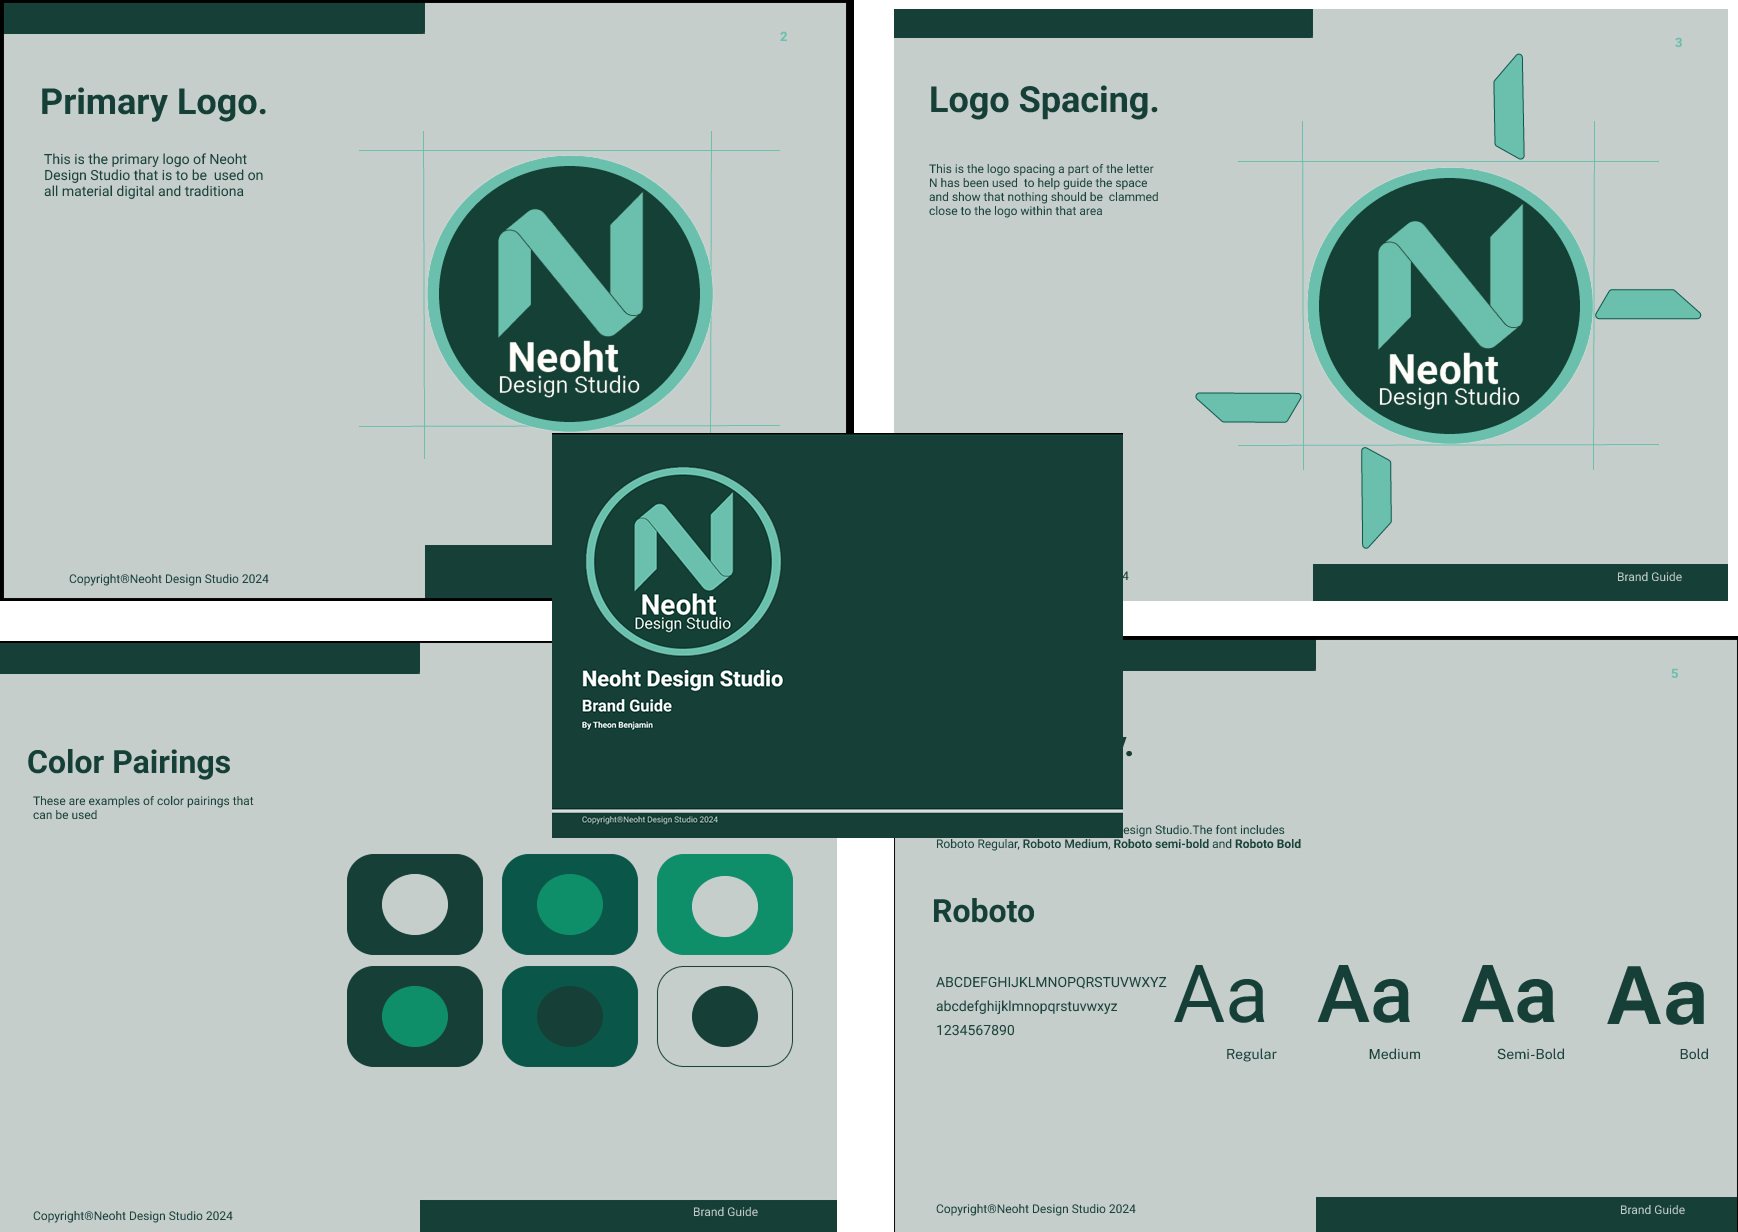 2
Primary Logo.
This is the primary logo of Neoht
Design Studio that is to be  used on
all material digital and traditiona
Neoht
Design Studio
Copyright®Neoht Design Studio 2024
3
Logo Spacing.
This is the logo spacing a part of the letter
N has been used  to help guide the space
and show that nothing should be  clammed
close to the logo within that area
Neoht
Design Studio
4
Brand Guide
Neoht
Design Studio
Neoht Design Studio
Brand Guide
By Theon Benjamin
Copyright®Neoht Design Studio 2024
Color Pairings
These are examples of color pairings that
can be used
Copyright®Neoht Design Studio 2024
Brand Guide
5
Studio.The font includes
Roboto Regular, Roboto Medium, Roboto semi-bold and Roboto Bold
Roboto
ABCDEFGHIJKLMNOPQRSTUVWXYZ
abcdefghijklmnopqrstuvwxyz
1234567890
Aa Aa Aa Aa
Regular Medium Semi-Bold Bold
Copyright®Neoht Design Studio 2024
Brand Guide